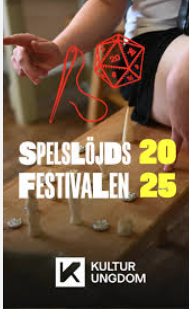 SPELSLÖJDS 20
FESTIVALEN 25
KULTUR
UNGDOM